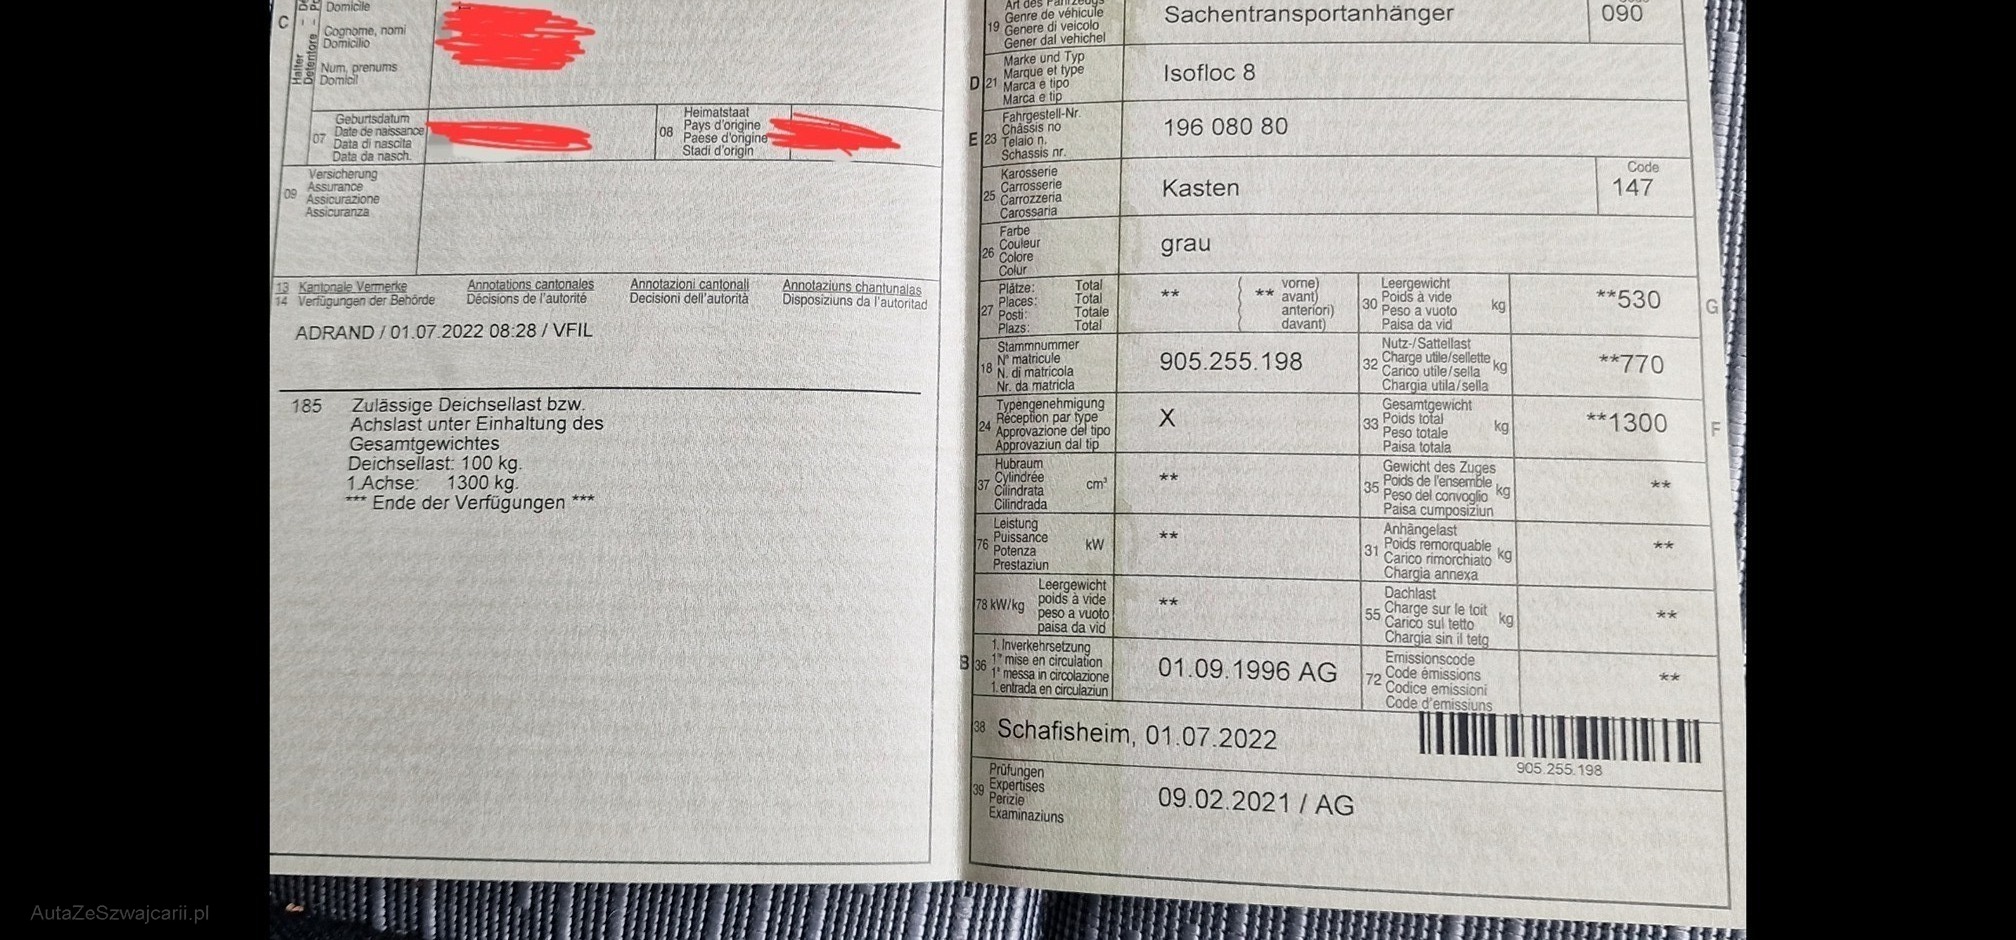 C
Halter
Détentore
Domicile
Cognome, nomi
Domicilio
Num, prenums
Domicil
07
Geburtsdatum
Date de naissance
Data di nascita
Data da nasch.
08
Heimatstaat
Pays d'origine
Paese d'origine
Stadi d'origin
09
Versicherung
Assurance
Assicurazione
Assicuranza
13 Kantonale Vermerke Annotations cantonales Annotazioni cantonali Annotaziuns chantunalas
14 Verfügungen der Behörde Décisions de l'autorité Decisioni dell'autorità Disposiziuns da l'autoritad
ADRAND / 01.07.2022 08:28 / VFIL
185 Zulässige Deichsellast bzw.
Achslast unter Einhaltung des
Gesamtgewichtes
Deichsellast: 100 kg.
1.Achse: 1300 kg.
*** Ende der Verfügungen ***
19
Art des Fahrzeugs
Genre de véhicule
Genere di veicolo
Gener dal vehichel
Sachentransportanhänger
090
D 21
Marke und Typ
Marque et type
Marca e tipo
Marca e tip
Isofloc 8
E 23
Fahrgestell-Nr.
Châssis no
Telaio n.
Schassis nr.
196 080 80
25
Karosserie
Carrosserie
Carrozzeria
Carossaria
Kasten
Code
147
26
Farbe
Couleur
Colore
Colur
grau
27
Plätze: Total
Places: Total
Posti: Totale
Plazs: Total
**
**
vorne)
avant)
anteriori)
davant)
30
Leergewicht
Poids à vide
Peso a vuoto
Paisa da vid
kg
**530
G
18
Stammnummer
N° matricule
N. di matricola
Nr. da matricla
905.255.198
32
Nutz-/Sattellast
Charge utile/sellette
Carico utile/sella
Chargia utila/sella
kg
**770
24
Typengenehmigung
Réception par type
Approvazione del tipo
Approvaziun dal tip
X
33
Gesamtgewicht
Poids total
Peso totale
Paisa totala
kg
**1300
F
37
Hubraum
Cylindrée
Cilindrata
Cilindrada
cm³
**
35
Gewicht des Zuges
Poids de l'ensemble
Peso del convoglio
Paisa cumposiziun
kg
**
76
Leistung
Puissance
Potenza
Prestaziun
kW
**
31
Anhängelast
Poids remorquable
Carico rimorchiato
Chargia annexa
kg
**
78 kW/kg
Leergewicht
poids à vide
peso a vuoto
paisa da vid
**
55
Dachlast
Charge sur le toit
Carico sul tetto
Chargia sin il tetg
kg
**
B 36
1. Inverkehrsetzung
1re mise en circulation
1a messa in circolazione
1. entrada en circulaziun
01.09.1996 AG
72
Emissionscode
Code émissions
Codice emissioni
Code d'emissiuns
**
38 Schafisheim, 01.07.2022
905.255.198
39
Prüfungen
Expertises
Perizie
Examinaziuns
09.02.2021 / AG
AutaZeSzwajcarii.pl